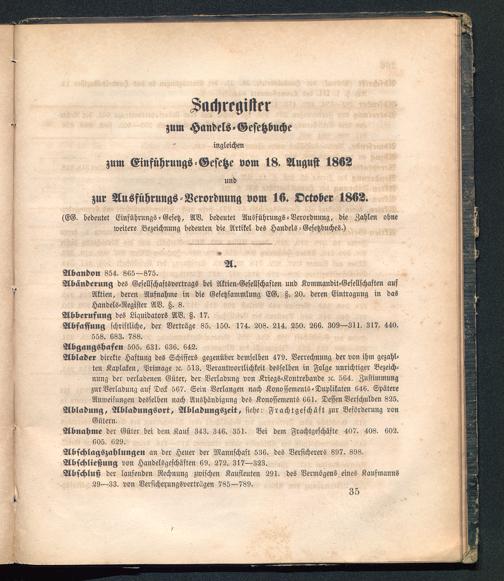 Sachregister
zum Handels-Gesetzbuche
ingleichen
zum Einführungs-Gesetze vom 18. August 1862
und
zur Ausführungs-Verordnung vom 16. October 1862.
(EG. bedeutet Einführungs-Gesetz, AV. bedeutet Ausführungs-Verordnung, die Zahlen ohne
weitere Bezeichnung bedeuten die Artikel des Handels-Gesetzbuches.)
A.
Abandon 854. 865—875.
Abänderung des Gesellschaftsvertrags bei Aktien-Gesellschaften und Kommandit-Gesellschaften auf
Aktien, deren Aufnahme in die Gesetzsammlung EG. §. 20. deren Eintragung in das
Handels-Register AV. §. 8.
Abberufung des Liquidators AV. §. 17.
Abfassung schriftliche, der Verträge 85. 150. 174. 208. 214. 250. 266. 309—311. 317. 440.
558. 683. 788.
Abgangshafen 505. 631. 636. 642.
Ablader direkte Haftung des Schiffers gegenüber demselben 479. Verrechnung der von ihm gezahl-
ten Kaplaken, Primage ꝛc. 513. Verantwortlichkeit desselben in Folge unrichtiger Bezeich-
nung der verladenen Güter, der Verladung von Kriegs-Kontrebande ꝛc. 564. Zustimmung
zur Verladung auf Deck 567. Sein Verlangen nach Konossements-Duplikaten 646. Spätere
Anweisungen desselben nach Aushändigung des Konossements 661. Dessen Verschulden 825.
Abladung, Abladungsort, Abladungszeit, siehe: Frachtgeschäft zur Beförderung von
Gütern.
Abnahme der Güter bei dem Kauf 343. 346. 351. Bei dem Frachtgeschäfte 407. 408. 602.
605. 629.
Abschlagszahlungen an der Heuer der Mannschaft 536. des Versicherers 897. 898.
Abschließung von Handelsgeschäften 69. 272. 317—323.
Abschluß der laufenden Rechnung zwischen Kaufleuten 291. des Vermögens eines Kaufmanns
29—33. von Versicherungsverträgen 785—789.
35